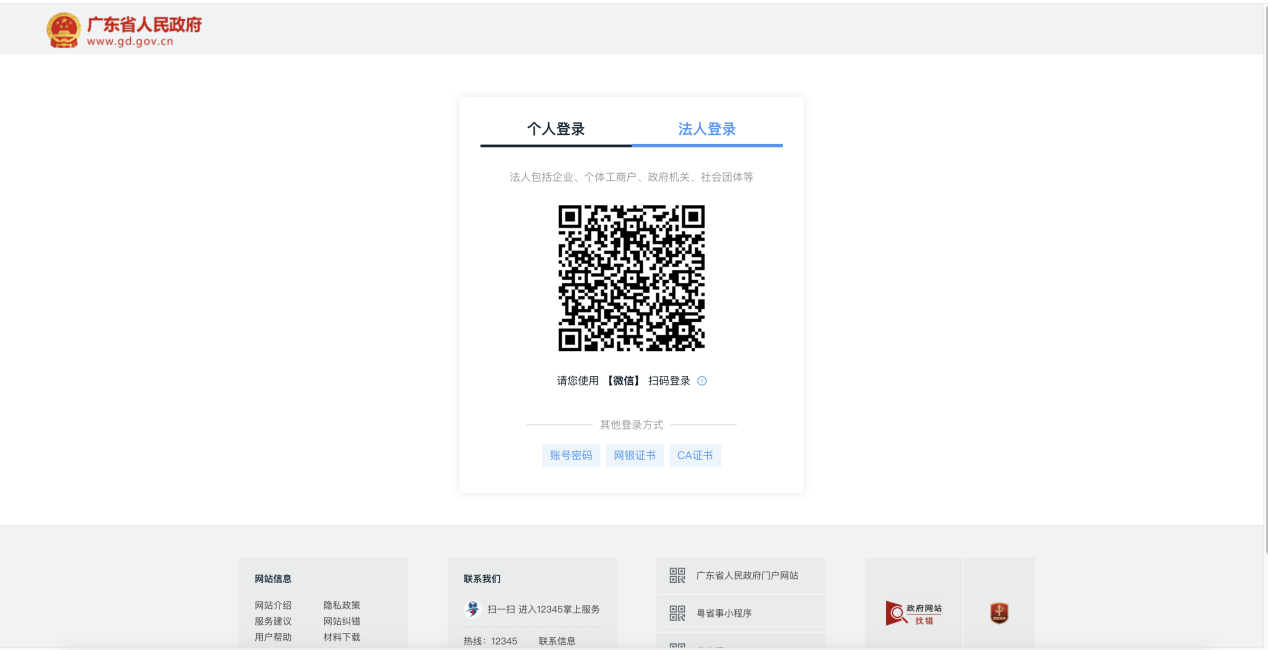 广东省人民政府
www.gd.gov.cn
个人登录 法人登录
法人包括企业、个体工商户、政府机关、社会团体等
请您使用【微信】扫码登录
其他登录方式
账号密码 网银证书 CA证书
网站信息
网站介绍 隐私政策
服务建议 网站纠错
用户帮助 材料下载
联系我们
扫一扫 进入12345掌上服务
热线：12345 联系信息
广东省人民政府门户网站
粤省事小程序
政府网站
找错